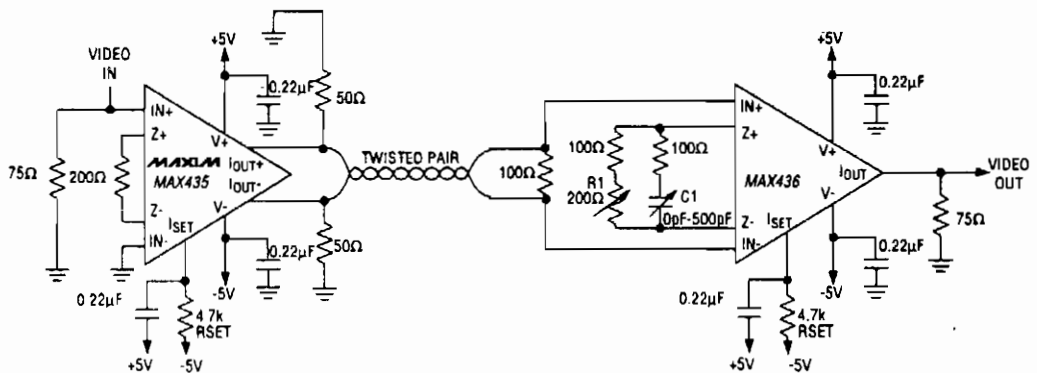 VIDEO
IN
+5V
0.22µF
50Ω
IN+
Z+
V+
75Ω
200Ω
MAXIM
MAX435
IOUT+
IOUT-
Z-
V-
ISET
IN-
TWISTED PAIR
0.22µF
50Ω
0.22µF
4.7k
RSET
-5V
+5V
-5V
+5V
0.22µF
IN+
Z+
V+
100Ω
100Ω
100Ω
R1
200Ω
C1
0pF-500pF
MAX436
IOUT
VIDEO
OUT
75Ω
Z-
ISET
V-
IN-
0.22µF
0.22µF
4.7k
RSET
-5V
+5V
-5V